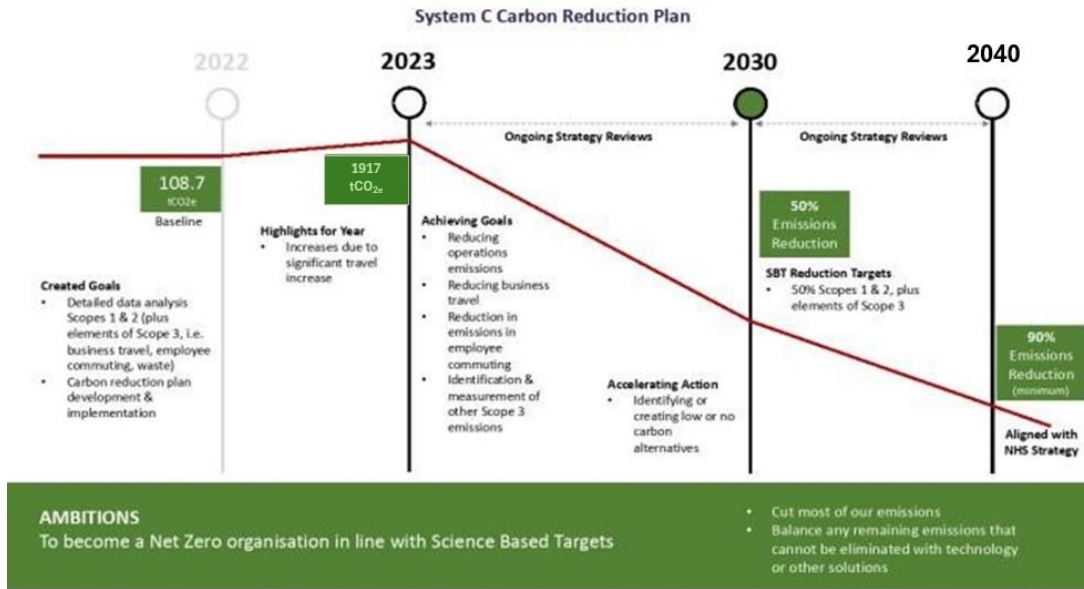 System C Carbon Reduction Plan
2022
2023
2030
2040
Ongoing Strategy Reviews
Ongoing Strategy Reviews
108.7
tCO2e
Baseline
1917
tCO₂ₑ
Created Goals
• Detailed data analysis
Scopes 1 & 2 (plus
elements of Scope 3, i.e.
business travel, employee
commuting, waste)
• Carbon reduction plan
development &
implementation
Highlights for Year
• Increases due to
significant travel
increase
Achieving Goals
• Reducing
operations
emissions
• Reducing business
travel
• Reduction in
emissions in
employee
commuting
• Identification &
measurement of
other Scope 3
emissions
Accelerating Action
• Identifying or
creating low or no
carbon
alternatives
50%
Emissions
Reduction
SBT Reduction Targets
• 50% Scopes 1 & 2, plus
elements of Scope 3
90%
Emissions
Reduction
(minimum)
Aligned with
NHS Strategy
AMBITIONS
To become a Net Zero organisation in line with Science Based Targets
• Cut most of our emissions
• Balance any remaining emissions that
cannot be eliminated with technology
or other solutions